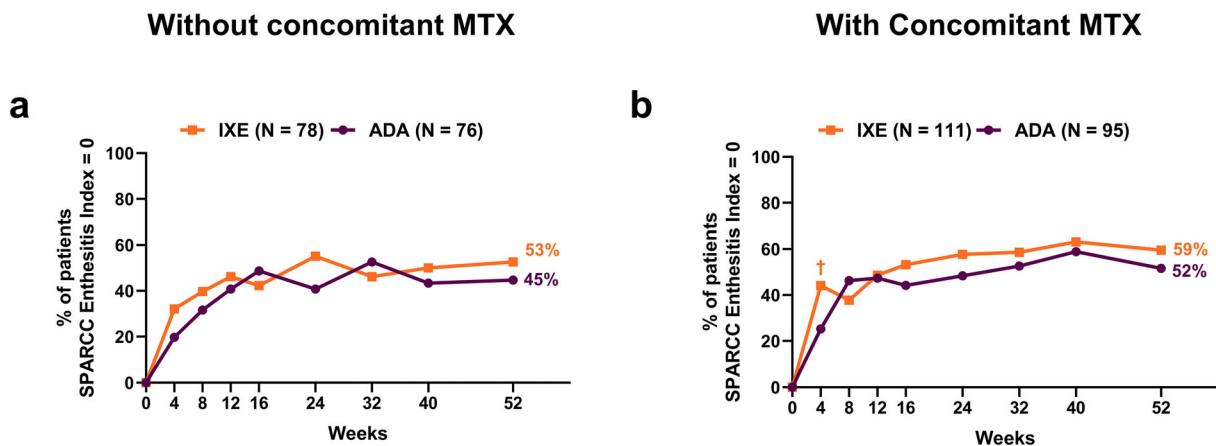 Without concomitant MTX
With Concomitant MTX
a
IXE (N = 78) ADA (N = 76)
% of patients
SPARCC Enthesitis Index = 0
100
80
60
40
20
0
53%
45%
0 4 8 12 16 24 32 40 52
Weeks
b
IXE (N = 111) ADA (N = 95)
% of patients
SPARCC Enthesitis Index = 0
100
80
60
40
20
0
†
59%
52%
0 4 8 12 16 24 32 40 52
Weeks